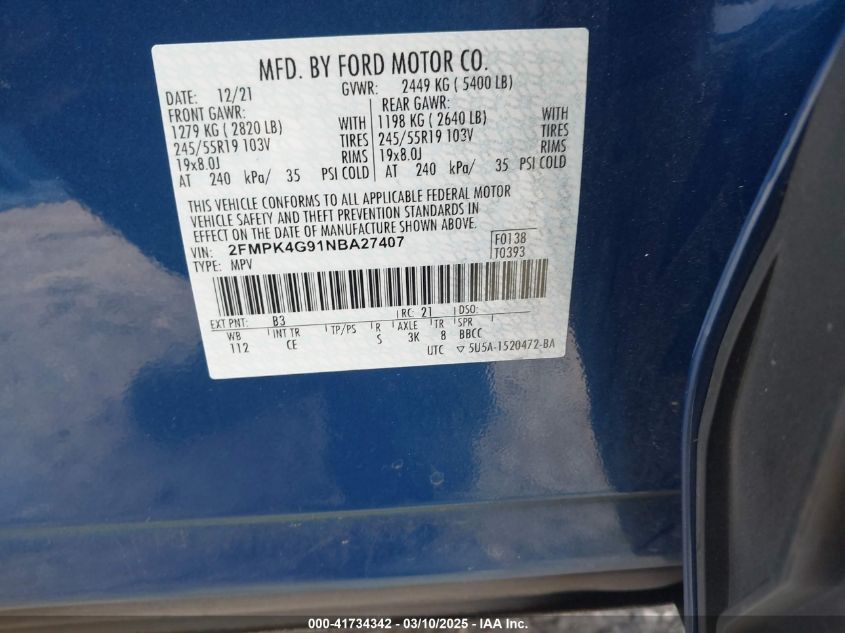 MFD. BY FORD MOTOR CO.
DATE: 12/21 GVWR: 2449 KG ( 5400 LB)
FRONT GAWR: REAR GAWR:
1279 KG ( 2820 LB) WITH 1198 KG ( 2640 LB) WITH
245/55R19 103V TIRES 245/55R19 103V TIRES
19x8.0J RIMS 19x8.0J RIMS
AT 240 kPa/ 35 PSI COLD AT 240 kPa/ 35 PSI COLD
THIS VEHICLE CONFORMS TO ALL APPLICABLE FEDERAL MOTOR
VEHICLE SAFETY AND THEFT PREVENTION STANDARDS IN
EFFECT ON THE DATE OF MANUFACTURE SHOWN ABOVE.
VIN: 2FMPK4G91NBA27407 F0138
TYPE: MPV T0393
EXT PNT: B3 RC: 21 DSO:
WB INT TR TP/PS R AXLE TR SPR
112 CE S 3K 8 BBCC
UTC ▽ 5U5A-1520472-BA
000-41734342 — 03/10/2025 — © IAA Holdings, LLC.